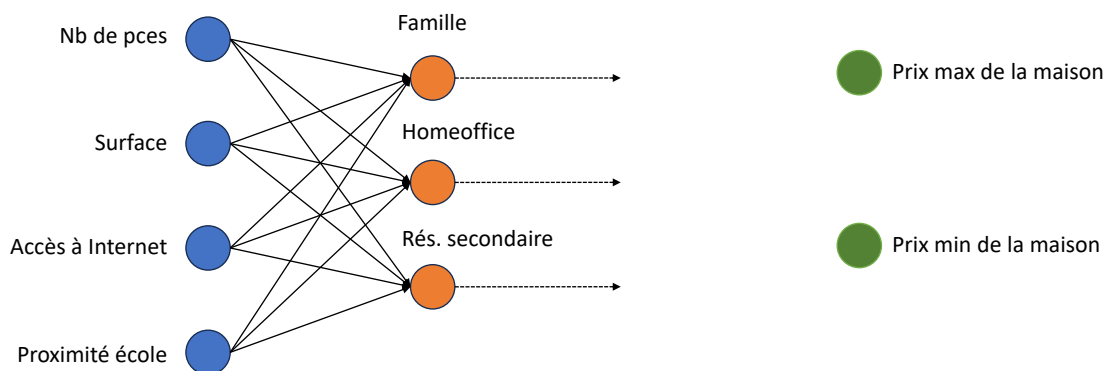 Nb de pces
Surface
Accès à Internet
Proximité école
Famille
Homeoffice
Rés. secondaire
Prix max de la maison
Prix min de la maison